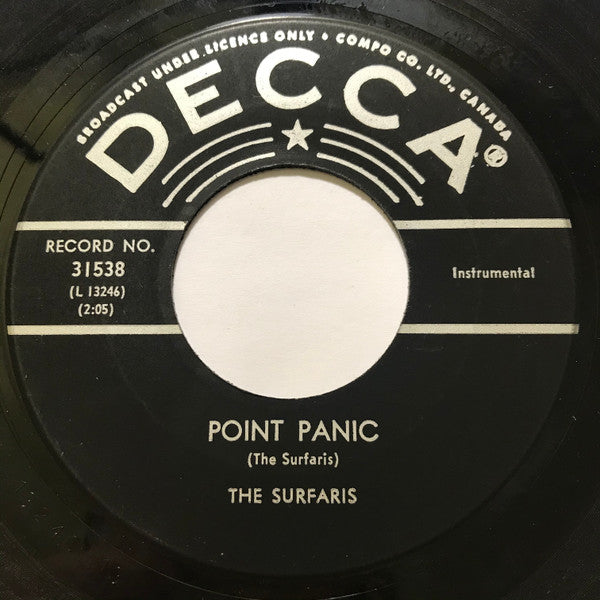 BROADCAST UNDER LICENCE ONLY • COMPO CO. LTD., CANADA
DECCA®
RECORD NO.
31538
(L 13246)
(2:05)
Instrumental
POINT PANIC
(The Surfaris)
THE SURFARIS